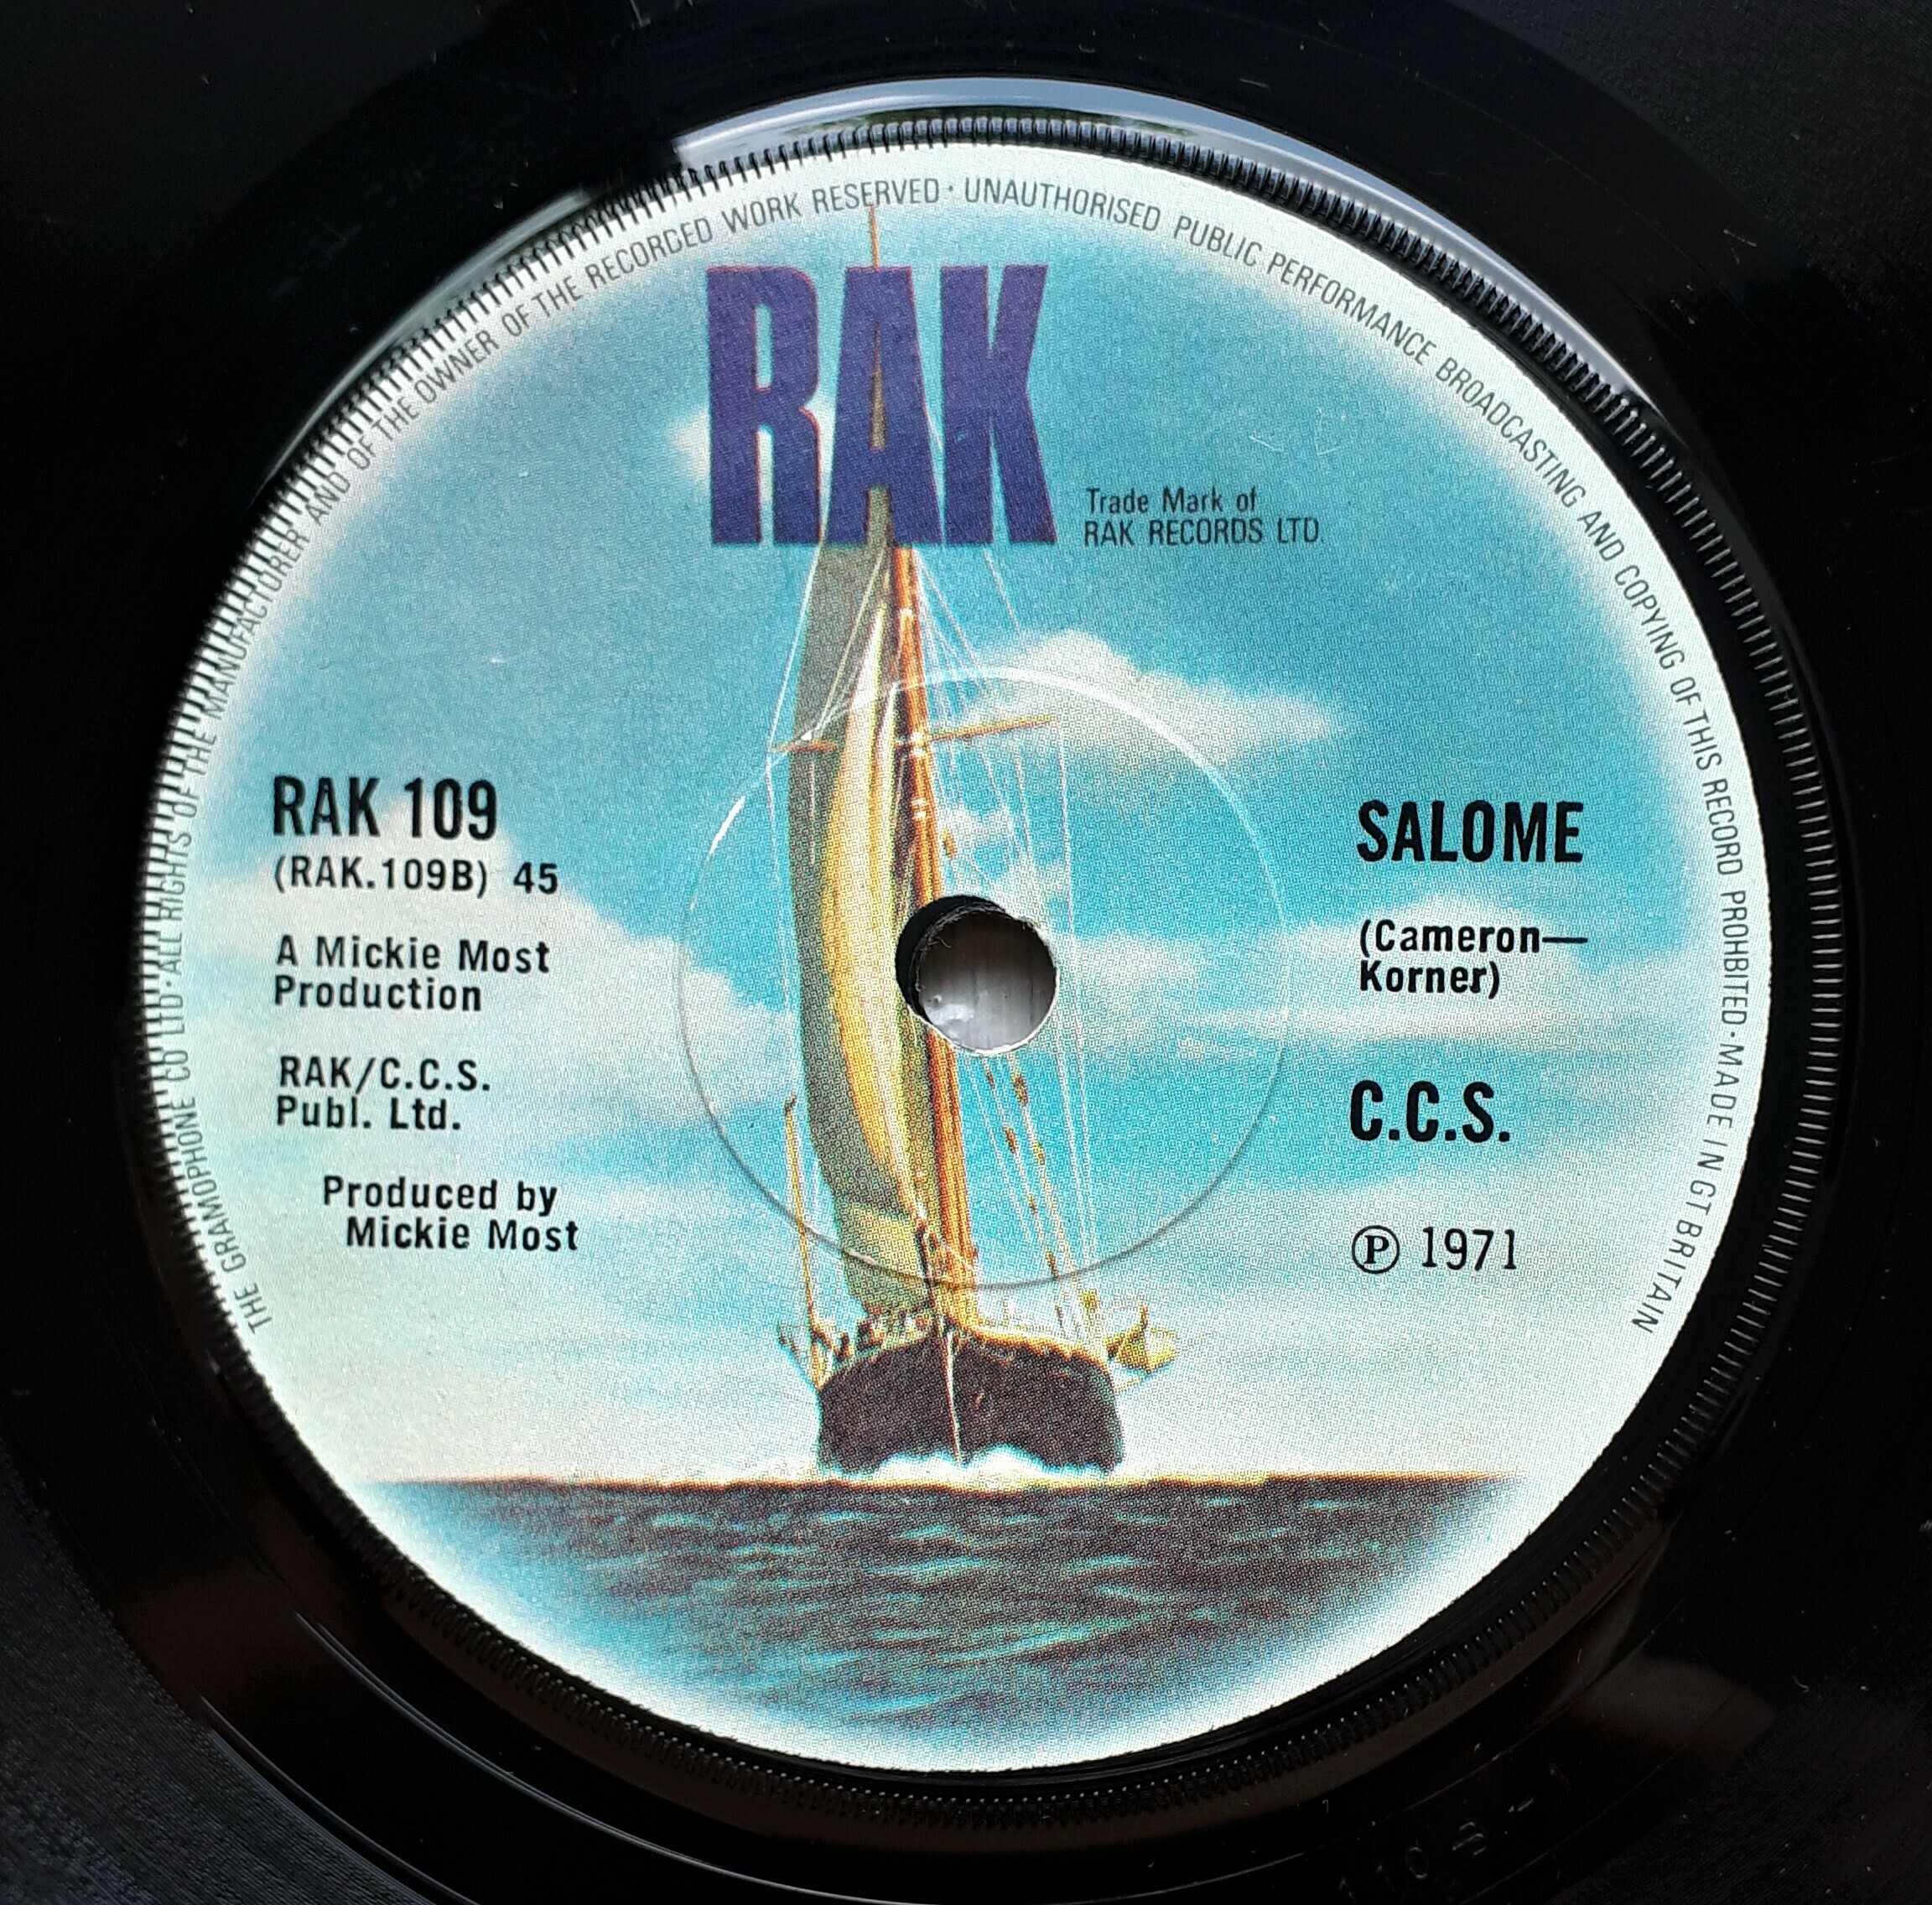 THE GRAMOPHONE CO LTD · ALL RIGHTS OF THE MANUFACTURER AND OF THE OWNER OF THE RECORDED WORK RESERVED · UNAUTHORISED PUBLIC PERFORMANCE BROADCASTING AND COPYING OF THIS RECORD PROHIBITED · MADE IN GT BRITAIN
RAK
Trade Mark of
RAK RECORDS LTD.
RAK 109
(RAK.109B) 45
A Mickie Most
Production
RAK/C.C.S.
Publ. Ltd.
Produced by
Mickie Most
SALOME
(Cameron—
Korner)
C.C.S.
℗ 1971